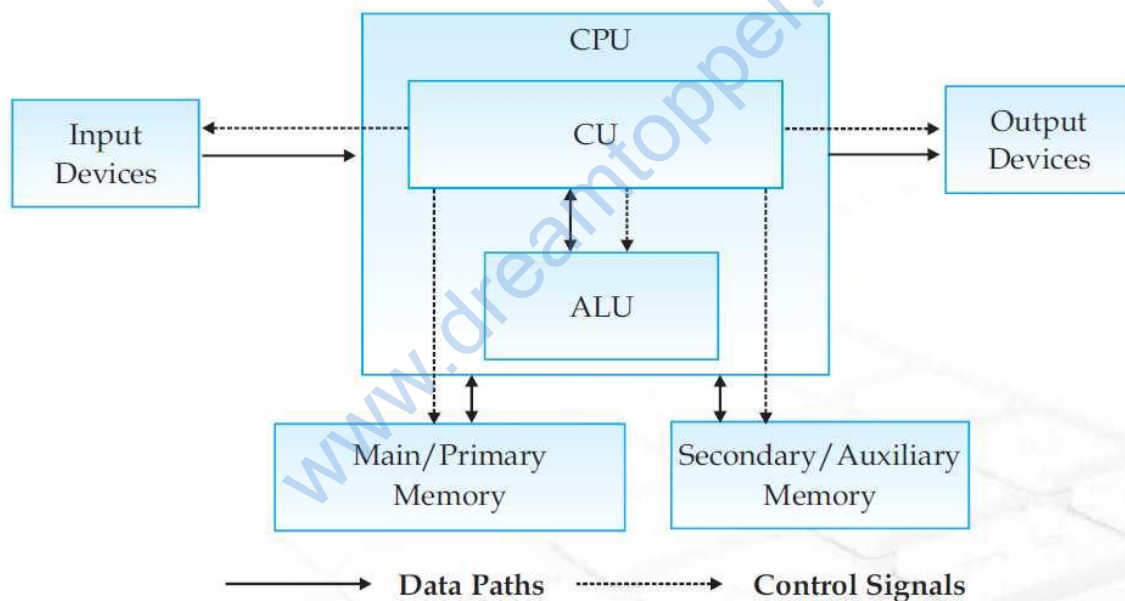 CPU
CU
Input
Devices
Output
Devices
ALU
Main/Primary
Memory
Secondary/Auxiliary
Memory
Data Paths
Control Signals
www.dreamtopper.